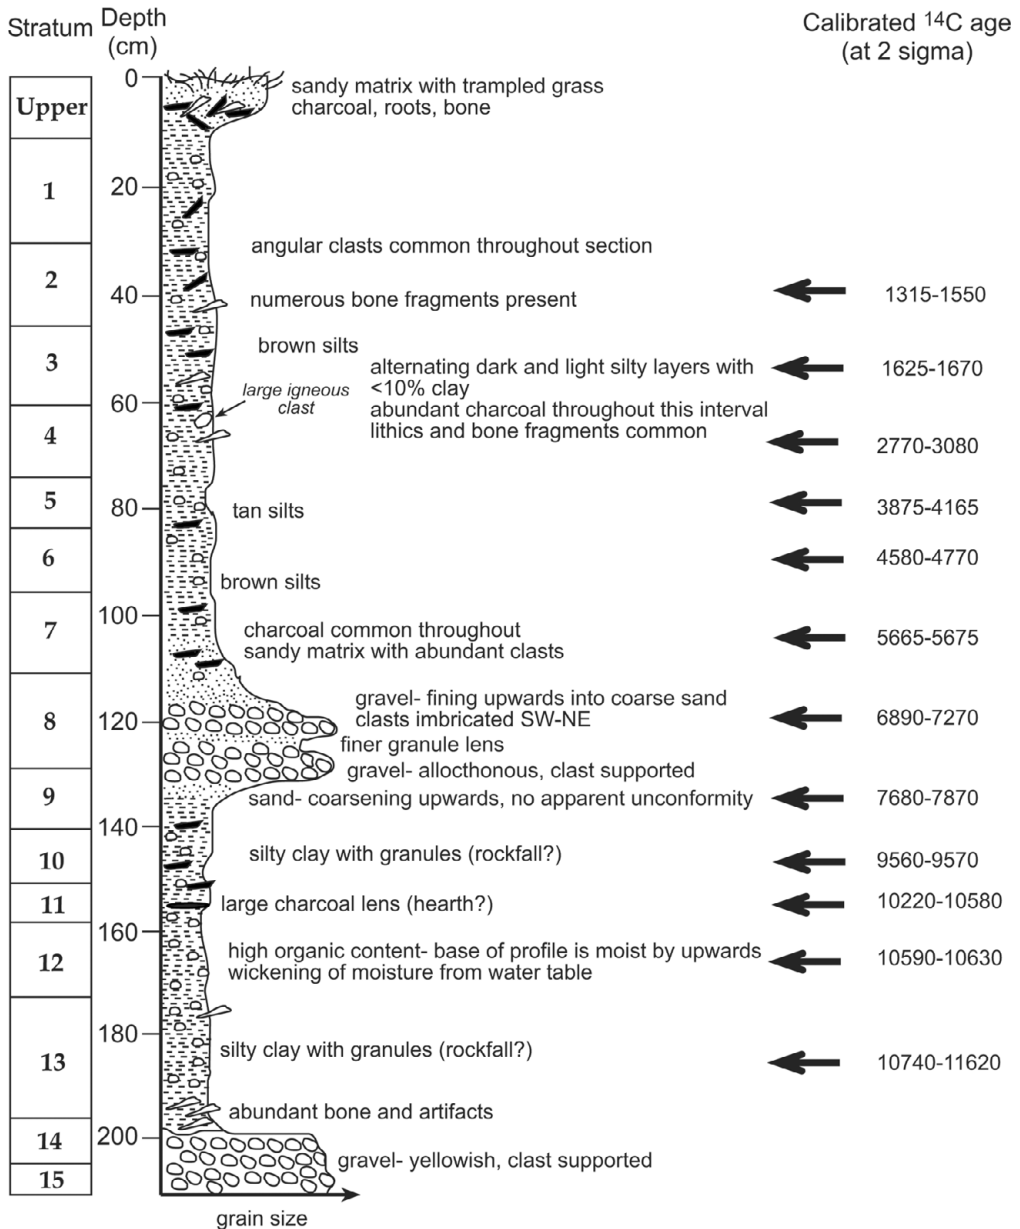 Stratum
Depth
(cm)
Calibrated ¹⁴C age
(at 2 sigma)
0
sandy matrix with trampled grass
charcoal, roots, bone
Upper
1
20
angular clasts common throughout section
2
40
numerous bone fragments present
1315-1550
brown silts
3
alternating dark and light silty layers with
<10% clay
1625-1670
large igneous
clast
60
abundant charcoal throughout this interval
lithics and bone fragments common
4
2770-3080
5
80
tan silts
3875-4165
6
4580-4770
brown silts
100
7
charcoal common throughout
sandy matrix with abundant clasts
5665-5675
8
gravel- fining upwards into coarse sand
clasts imbricated SW-NE
6890-7270
120
finer granule lens
gravel- allocthonous, clast supported
9
sand- coarsening upwards, no apparent unconformity
7680-7870
140
10
silty clay with granules (rockfall?)
9560-9570
11
large charcoal lens (hearth?)
10220-10580
160
12
high organic content- base of profile is moist by upwards
wickening of moisture from water table
10590-10630
180
13
silty clay with granules (rockfall?)
10740-11620
abundant bone and artifacts
200
14
gravel- yellowish, clast supported
15
grain size